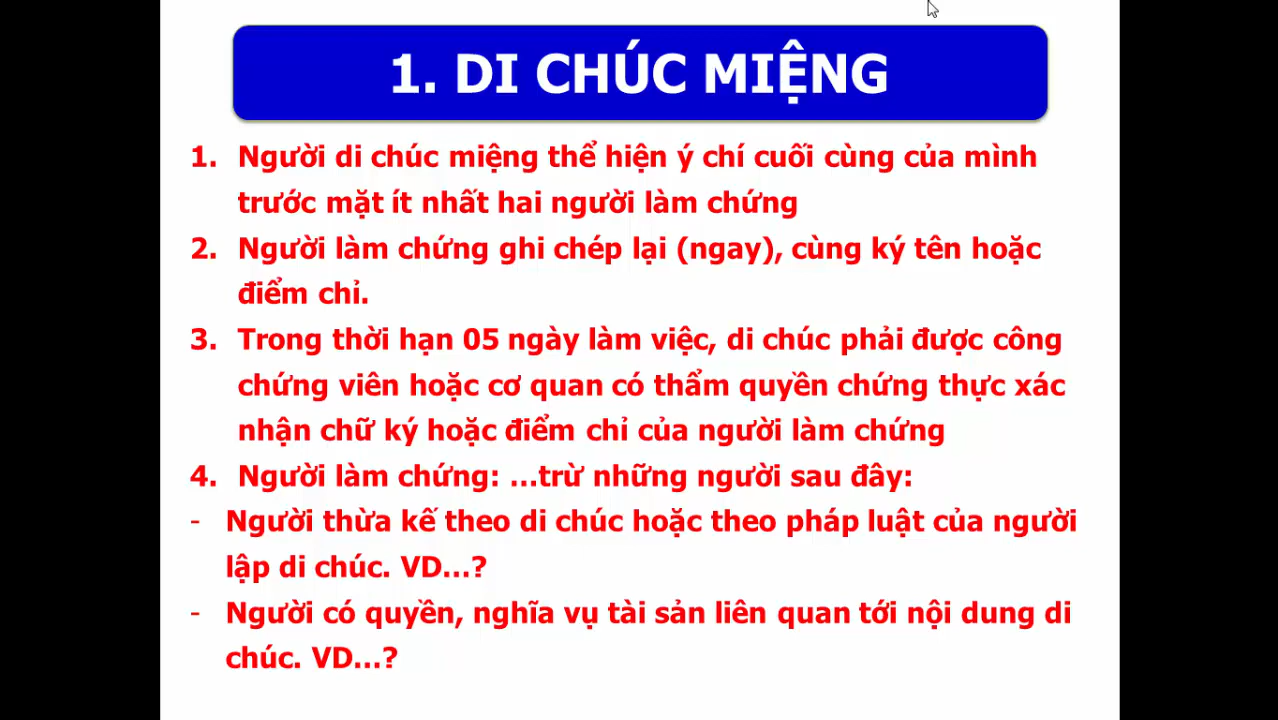 1. DI CHÚC MIỆNG
1. Người di chúc miệng thể hiện ý chí cuối cùng của mình
trước mặt ít nhất hai người làm chứng
2. Người làm chứng ghi chép lại (ngay), cùng ký tên hoặc
điểm chỉ.
3. Trong thời hạn 05 ngày làm việc, di chúc phải được công
chứng viên hoặc cơ quan có thẩm quyền chứng thực xác
nhận chữ ký hoặc điểm chỉ của người làm chứng
4. Người làm chứng: ...trừ những người sau đây:
- Người thừa kế theo di chúc hoặc theo pháp luật của người
lập di chúc. VD...?
- Người có quyền, nghĩa vụ tài sản liên quan tới nội dung di
chúc. VD...?